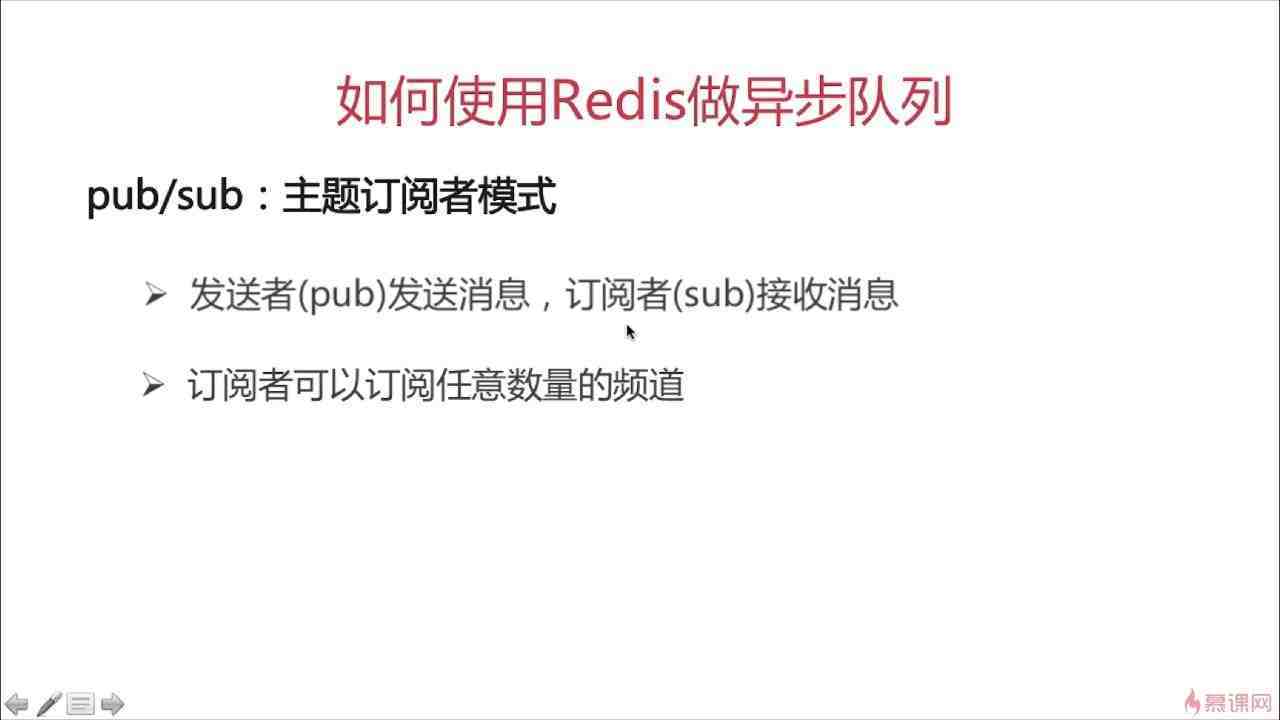 如何使用Redis做异步队列
pub/sub：主题订阅者模式
发送者(pub)发送消息，订阅者(sub)接收消息
订阅者可以订阅任意数量的频道
慕课网